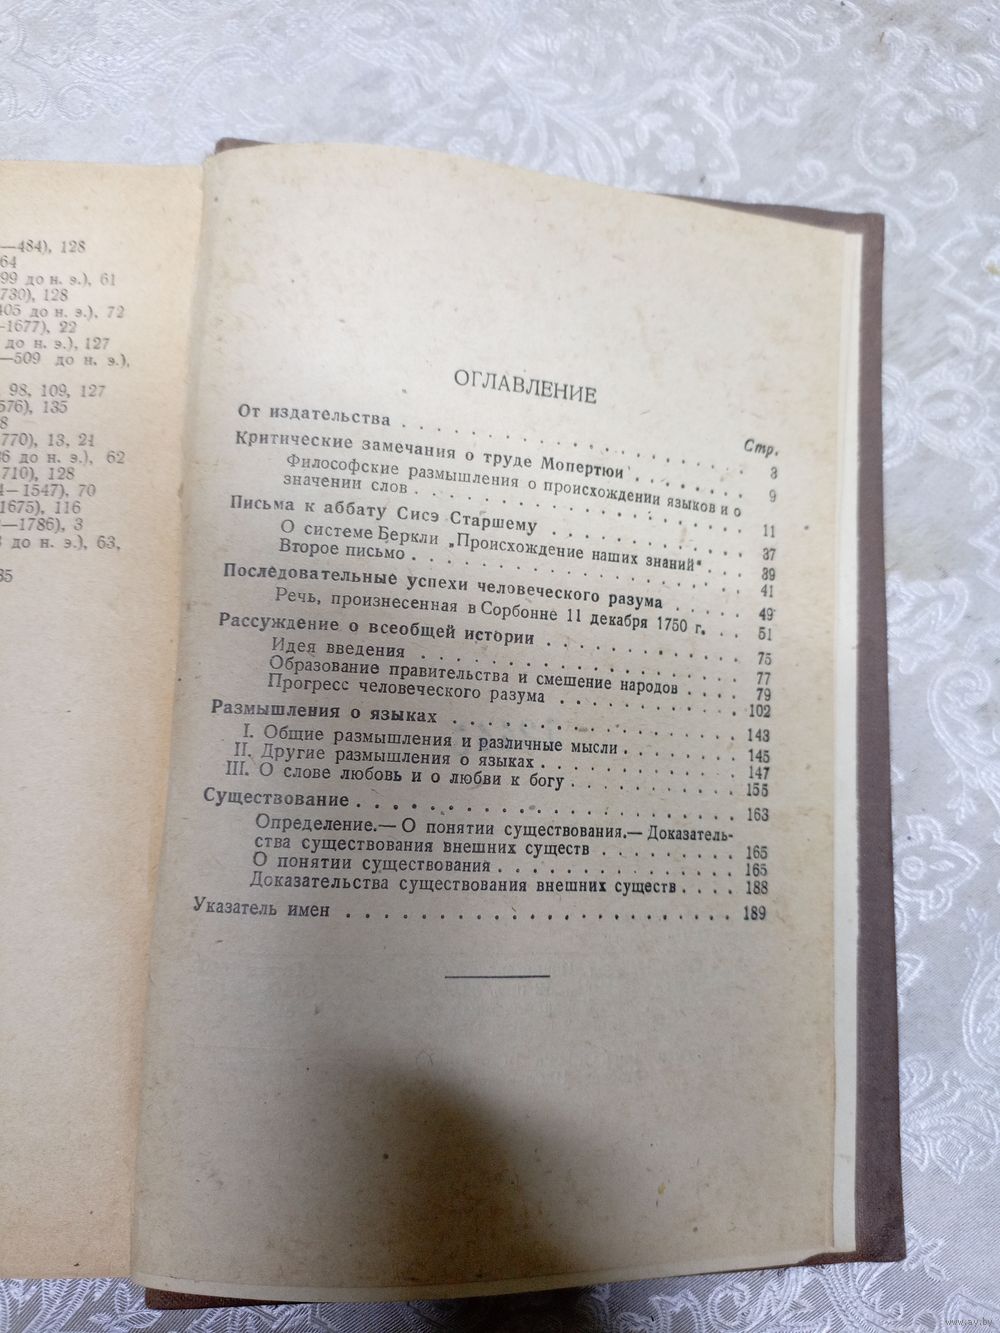 —484), 128
64
99 до н. э.), 61
730), 128
405 до н. э.), 72
—1677), 22
до н. э.), 127
—509 до н. э.),
98, 109, 127
576), 135
8
770), 13, 21
до н. э.), 62
1710), 128
—1547), 70
1675), 116
—1786), 3
до н. э.), 63,
35
ОГЛАВЛЕНИЕ
Стр.
От издательства . . . . . . . . . . . . . . . . . 3
Критические замечания о труде Мопертюи . . . . . . . 9
Философские размышления о происхождении языков и о
значении слов . . . . . . . . . . . . . . . . . 11
Письма к аббату Сисэ Старшему . . . . . . . . . . . 37
О системе Беркли „Происхождение наших знаний“ . . . 39
Второе письмо . . . . . . . . . . . . . . . . . 41
Последовательные успехи человеческого разума . . . . . 49
Речь, произнесенная в Сорбонне 11 декабря 1750 г. . . 51
Рассуждение о всеобщей истории . . . . . . . . . . . 75
Идея введения . . . . . . . . . . . . . . . . . 77
Образование правительства и смешение народов . . . . 79
Прогресс человеческого разума . . . . . . . . . . . 102
Размышления о языках . . . . . . . . . . . . . . . 143
I. Общие размышления и различные мысли . . . . . . . 145
II. Другие размышления о языках . . . . . . . . . . . 147
III. О слове любовь и о любви к богу . . . . . . . . . 155
Существование . . . . . . . . . . . . . . . . . . 163
Определение.— О понятии существования.— Доказатель-
ства существования внешних существ . . . . . . . . . 165
О понятии существования . . . . . . . . . . . . . . 165
Доказательства существования внешних существ . . . . 188
Указатель имен . . . . . . . . . . . . . . . . . . 189
www.ay.by